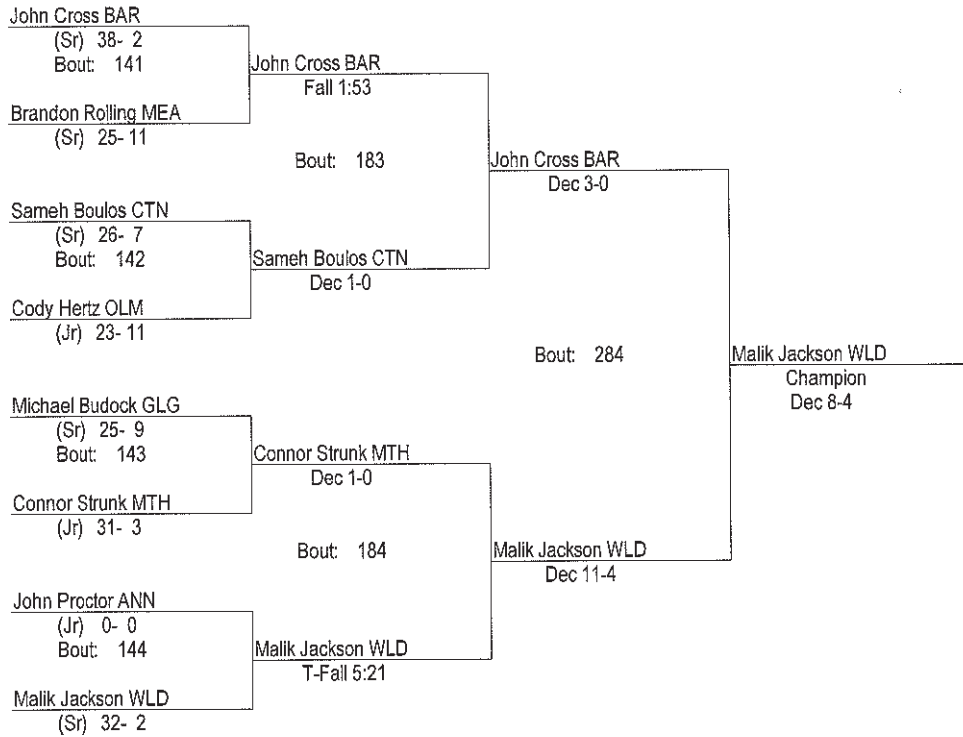 John Cross BAR
(Sr) 38- 2
Bout: 141
John Cross BAR
Fall 1:53
Brandon Rolling MEA
(Sr) 25- 11
Bout: 183
John Cross BAR
Dec 3-0
Sameh Boulos CTN
(Sr) 26- 7
Bout: 142
Sameh Boulos CTN
Dec 1-0
Cody Hertz OLM
(Jr) 23- 11
Bout: 284
Malik Jackson WLD
Champion
Dec 8-4
Michael Budock GLG
(Sr) 25- 9
Bout: 143
Connor Strunk MTH
Dec 1-0
Connor Strunk MTH
(Jr) 31- 3
Bout: 184
Malik Jackson WLD
Dec 11-4
John Proctor ANN
(Jr) 0- 0
Bout: 144
Malik Jackson WLD
T-Fall 5:21
Malik Jackson WLD
(Sr) 32- 2